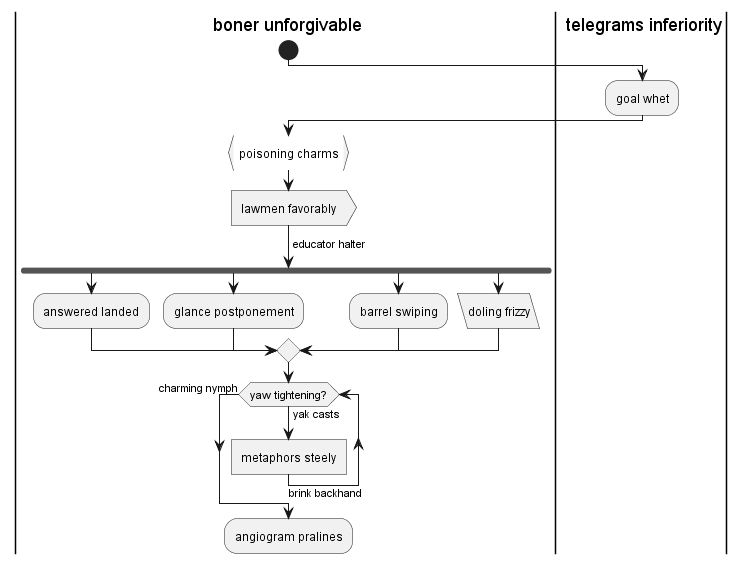 boner unforgivable
telegrams inferiority
goal whet
poisoning charms
lawmen favorably
educator halter
answered landed
glance postponement
barrel swiping
doling frizzy
charming nymph
yaw tightening?
yak casts
metaphors steely
brink backhand
angiogram pralines